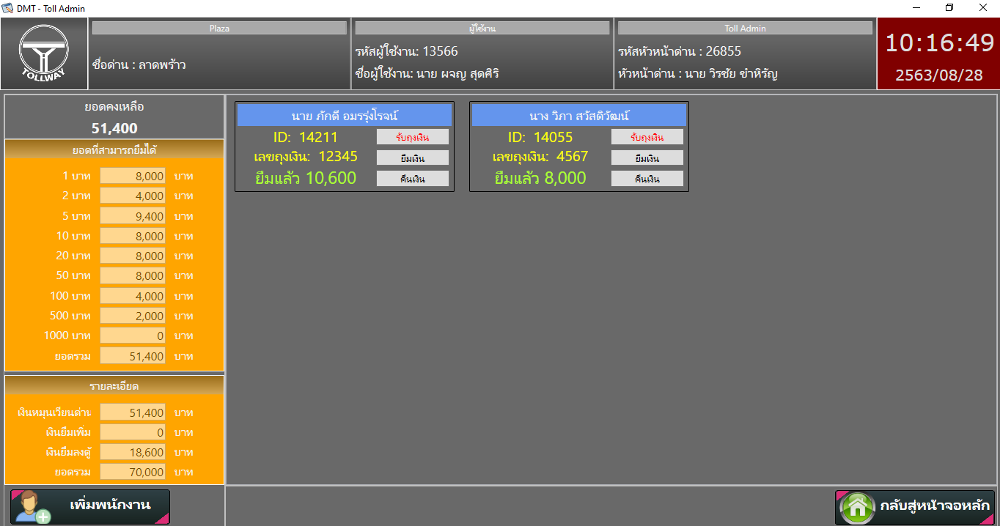 DMT - Toll Admin
TOLLWAY
Plaza
ชื่อด่าน : ลาดพร้าว
ผู้ใช้งาน
รหัสผู้ใช้งาน: 13566
ชื่อผู้ใช้งาน: นาย ผจญ สุดศิริ
Toll Admin
รหัสหัวหน้าด่าน : 26855
หัวหน้าด่าน : นาย วิรชัย ขำหิรัญ
10:16:49
2563/08/28
ยอดคงเหลือ
51,400
ยอดที่สามารถยืมได้
1 บาท 8,000 บาท
2 บาท 4,000 บาท
5 บาท 9,400 บาท
10 บาท 8,000 บาท
20 บาท 8,000 บาท
50 บาท 8,000 บาท
100 บาท 4,000 บาท
500 บาท 2,000 บาท
1000 บาท 0 บาท
ยอดรวม 51,400 บาท
รายละเอียด
เงินหมุนเวียนด่าน 51,400 บาท
เงินยืมเพิ่ม 0 บาท
เงินยืมลงตู้ 18,600 บาท
ยอดรวม 70,000 บาท
นาย ภักดี อมรรุ่งโรจน์
ID: 14211 รับถุงเงิน
เลขถุงเงิน: 12345 ยืมเงิน
ยืมแล้ว 10,600 คืนเงิน
นาง วิภา สวัสดิวัฒน์
ID: 14055 รับถุงเงิน
เลขถุงเงิน: 4567 ยืมเงิน
ยืมแล้ว 8,000 คืนเงิน
เพิ่มพนักงาน
กลับสู่หน้าจอหลัก